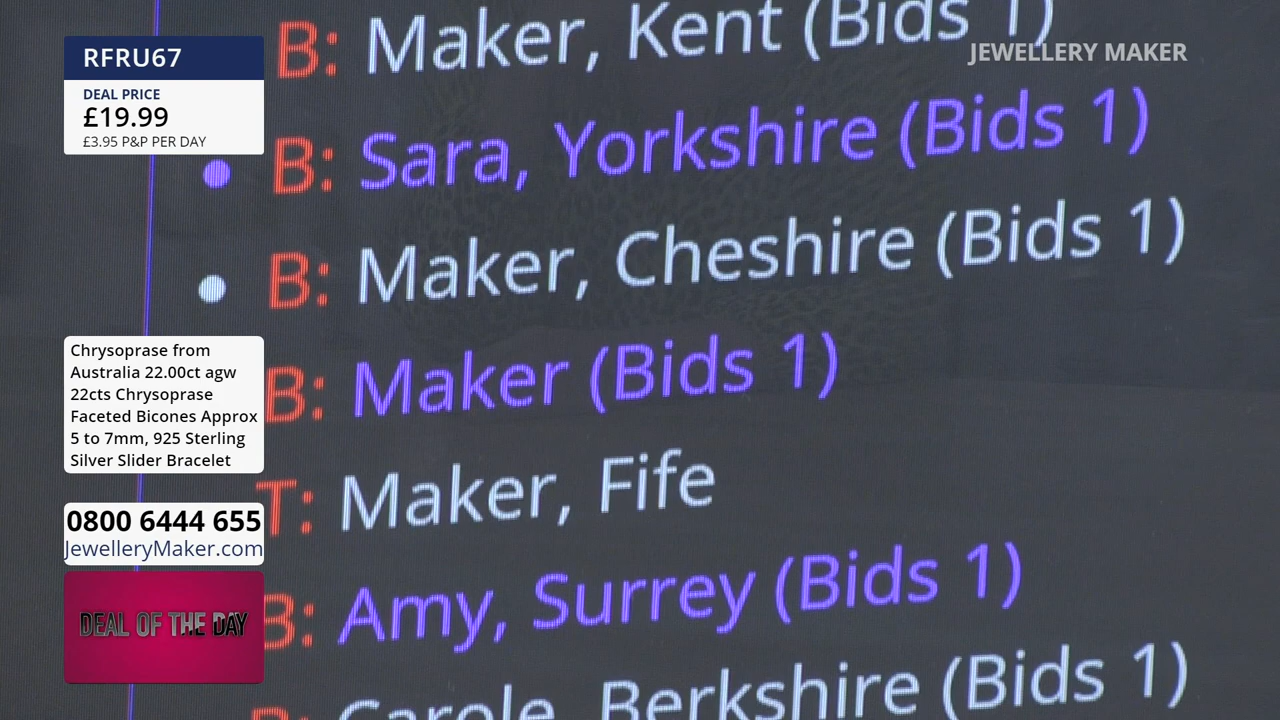 RFRU67
DEAL PRICE
£19.99
£3.95 P&P PER DAY
JEWELLERY MAKER
B: Maker, Kent (Bids 1)
B: Sara, Yorkshire (Bids 1)
B: Maker, Cheshire (Bids 1)
B: Maker (Bids 1)
T: Maker, Fife
B: Amy, Surrey (Bids 1)
B: Carole, Berkshire (Bids 1)
Chrysoprase from
Australia 22.00ct agw
22cts Chrysoprase
Faceted Bicones Approx
5 to 7mm, 925 Sterling
Silver Slider Bracelet
0800 6444 655
JewelleryMaker.com
DEAL OF THE DAY